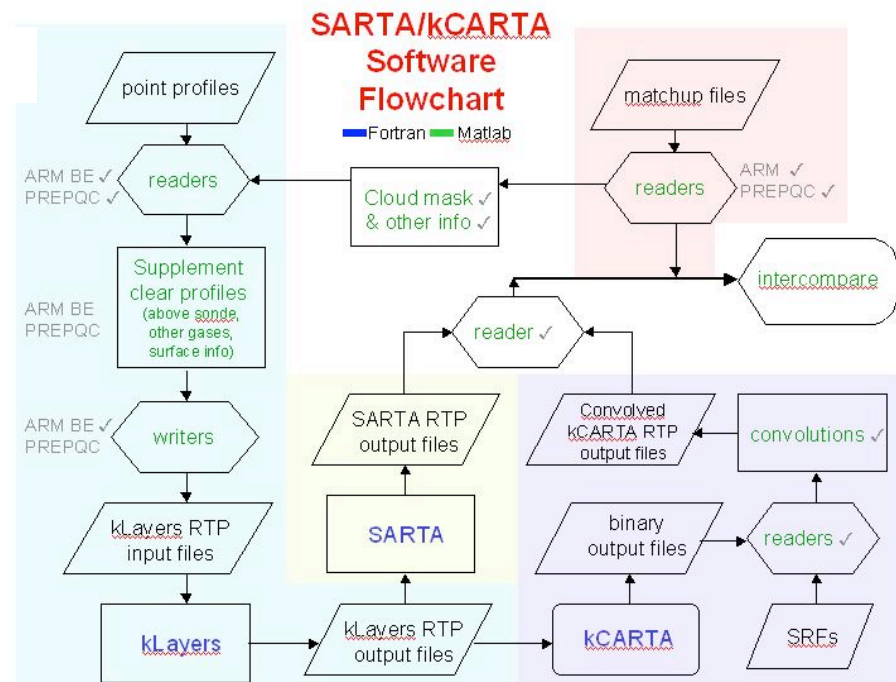 SARTA/kCARTA
Software
Flowchart
Fortran Matlab
point profiles
ARM BE ✓
PREPQC ✓
readers
Cloud mask ✓
& other info ✓
matchup files
readers
ARM ✓
PREPQC ✓
Supplement
clear profiles
(above sonde,
other gases,
surface info)
ARM BE
PREPQC
intercompare
reader ✓
ARM BE ✓
PREPQC
writers
SARTA RTP
output files
Convolved
kCARTA RTP
output files
convolutions ✓
kLayers RTP
input files
SARTA
binary
output files
readers ✓
kLayers
kLayers RTP
output files
kCARTA
SRFs